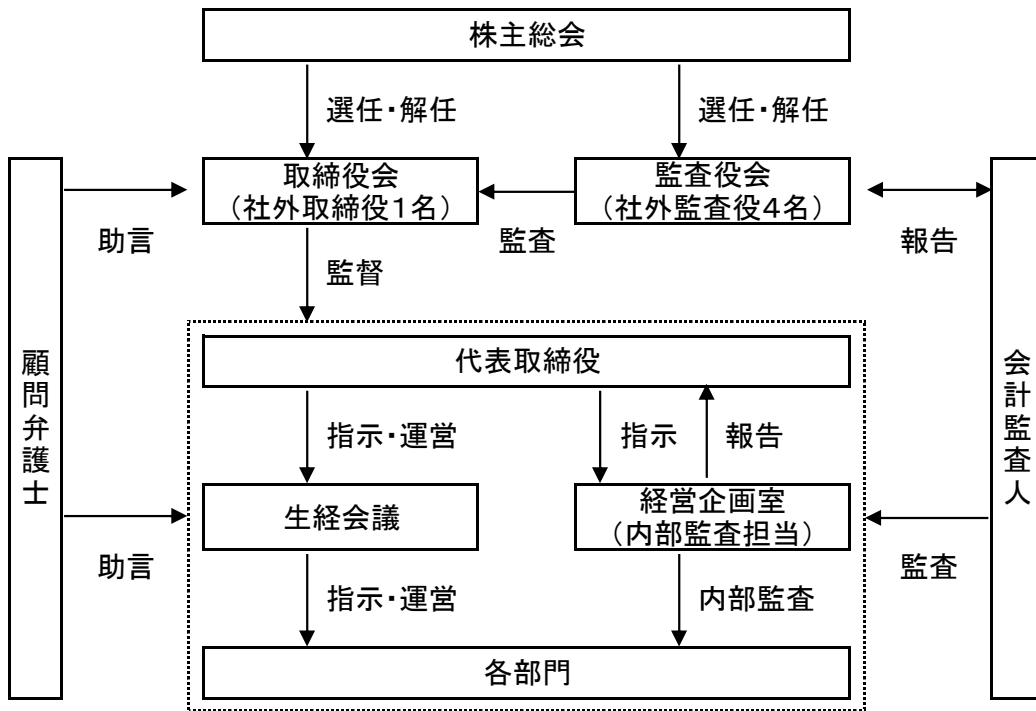 株主総会
選任・解任
選任・解任
取締役会
（社外取締役１名）
監査役会
（社外監査役４名）
助言
監査
報告
監督
顧問弁護士
会計監査人
代表取締役
指示・運営
指示
報告
生経会議
経営企画室
（内部監査担当）
助言
監査
指示・運営
内部監査
各部門